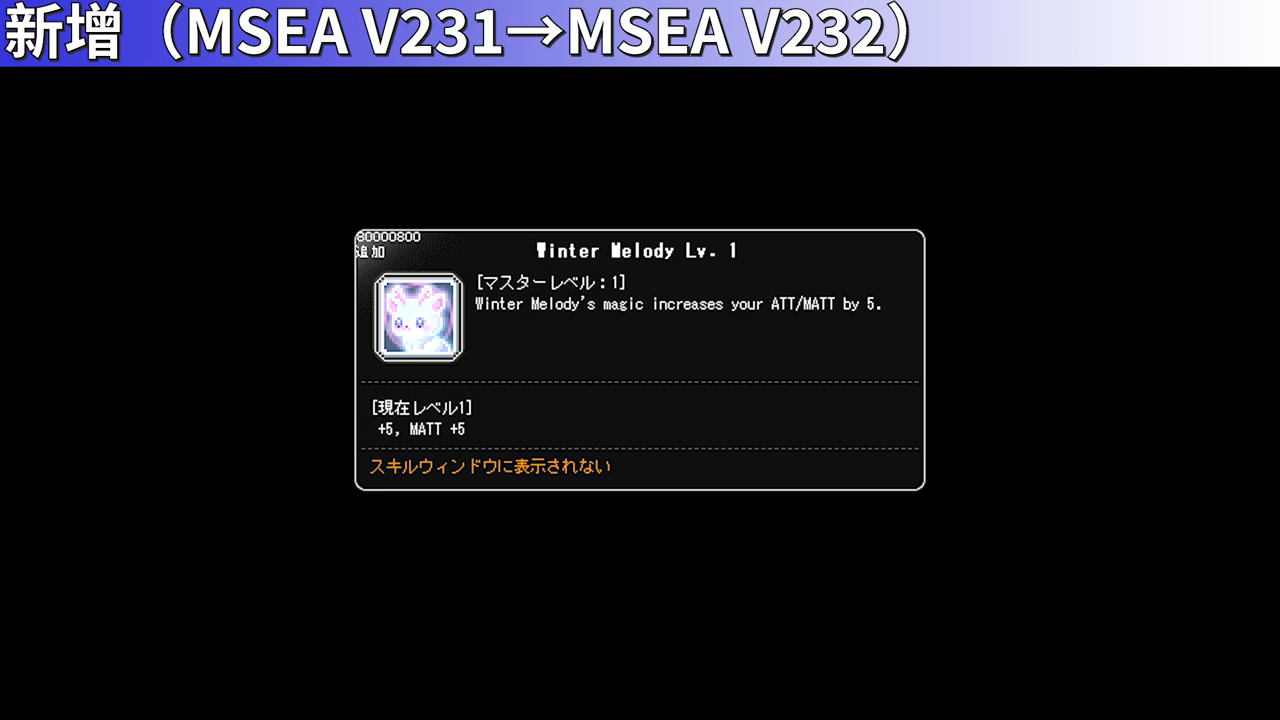 新増（MSEA V231→MSEA V232）
80000800
追加
Winter Melody Lv. 1
[マスターレベル：1]
Winter Melody's magic increases your ATT/MATT by 5.
[現在レベル1]
+5, MATT +5
スキルウィンドウに表示されない